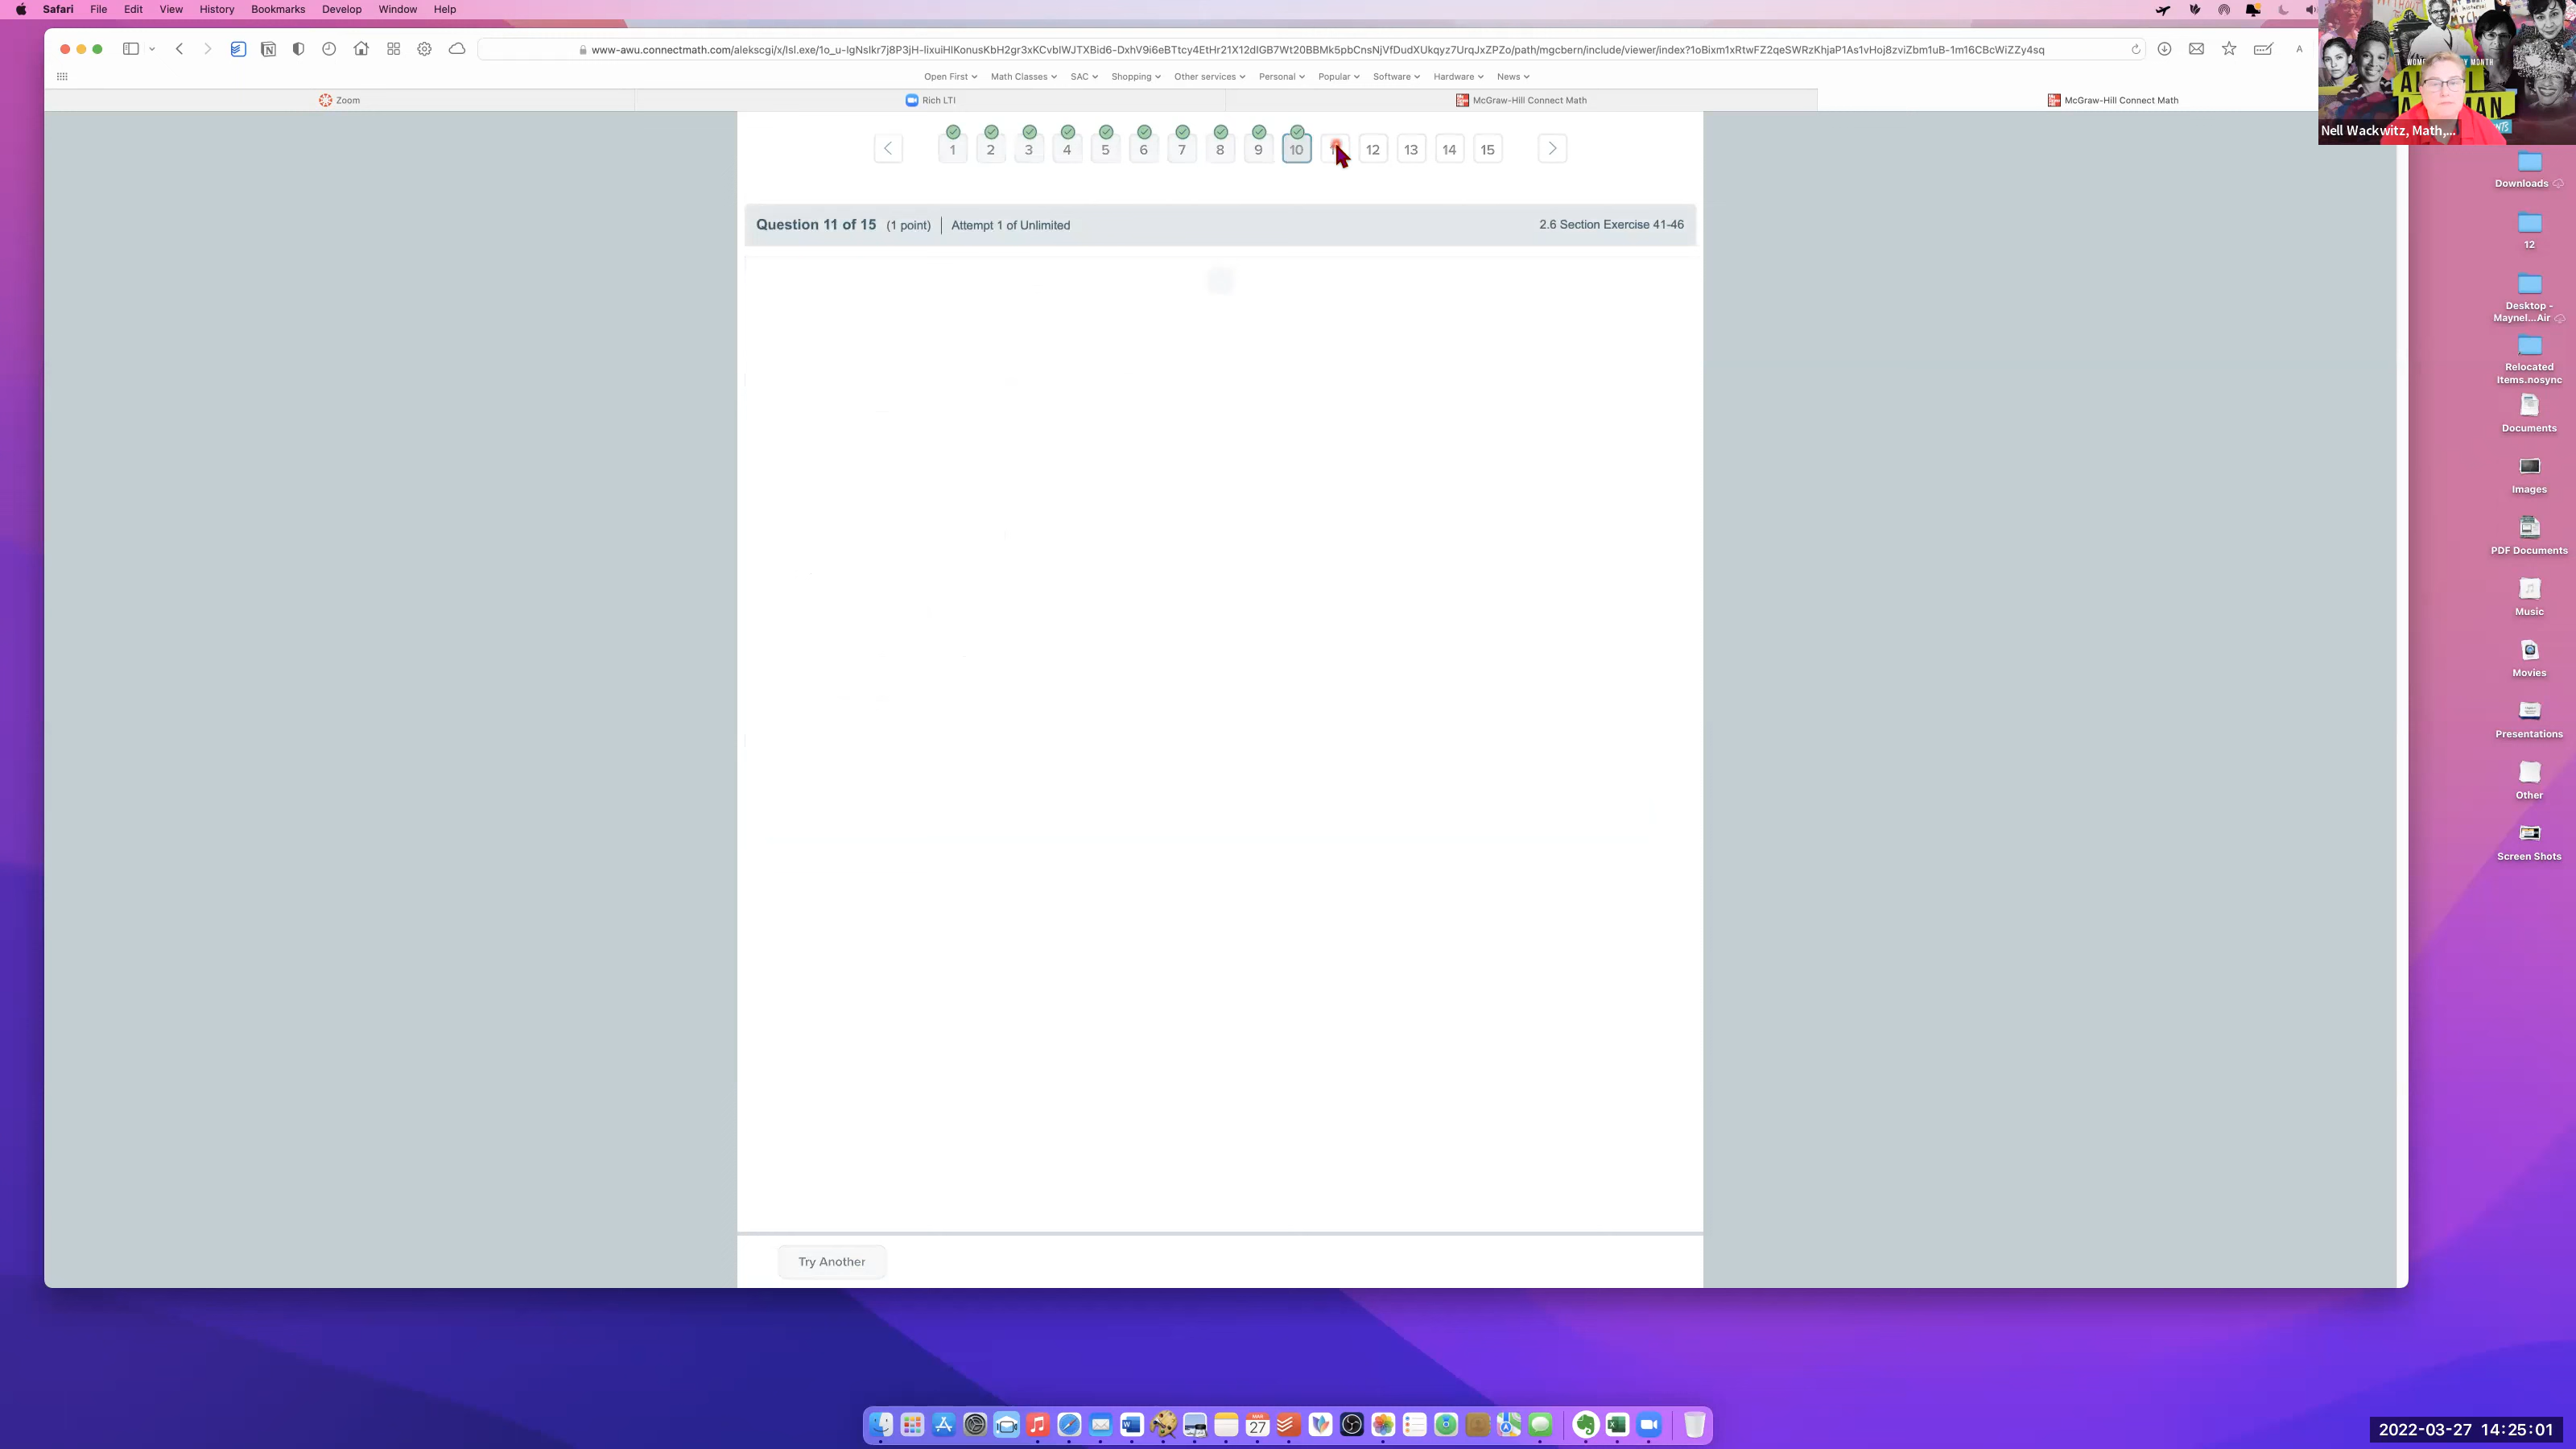 Safari File Edit View History Bookmarks Develop Window Help
www-awu.connectmath.com/alekscgi/x/lsl.exe/1o_u-IgNsIkr7j8P3jH-lixuiHlKonusKbH2gr3xKCvbIWJTXBid6-DxhV9i6eBTtcy4EtHr21X12dIGB7Wt20BBMk5pbCnsNjVfDudXUkqyz7UrqJxZPZo/path/mgcbern/include/viewer/index?1oBixm1xRtwFZ2qeSWRzKhjaP1As1vHoj8zviZbm1uB-1m16CBcWiZZy4sq
A
Open First Math Classes SAC Shopping Other services Personal Popular Software Hardware News
Zoom Rich LTI McGraw-Hill Connect Math McGraw-Hill Connect Math
Nell Wackwitz, Math,...
1 2 3 4 5 6 7 8 9 10 12 13 14 15
Question 11 of 15 (1 point) Attempt 1 of Unlimited 2.6 Section Exercise 41-46
Downloads
12
Desktop -
Maynel...Air
Relocated
Items.nosync
Documents
Images
PDF Documents
Music
Movies
Presentations
Other
Screen Shots
Try Another
MAR
27
2022-03-27 14:25:01